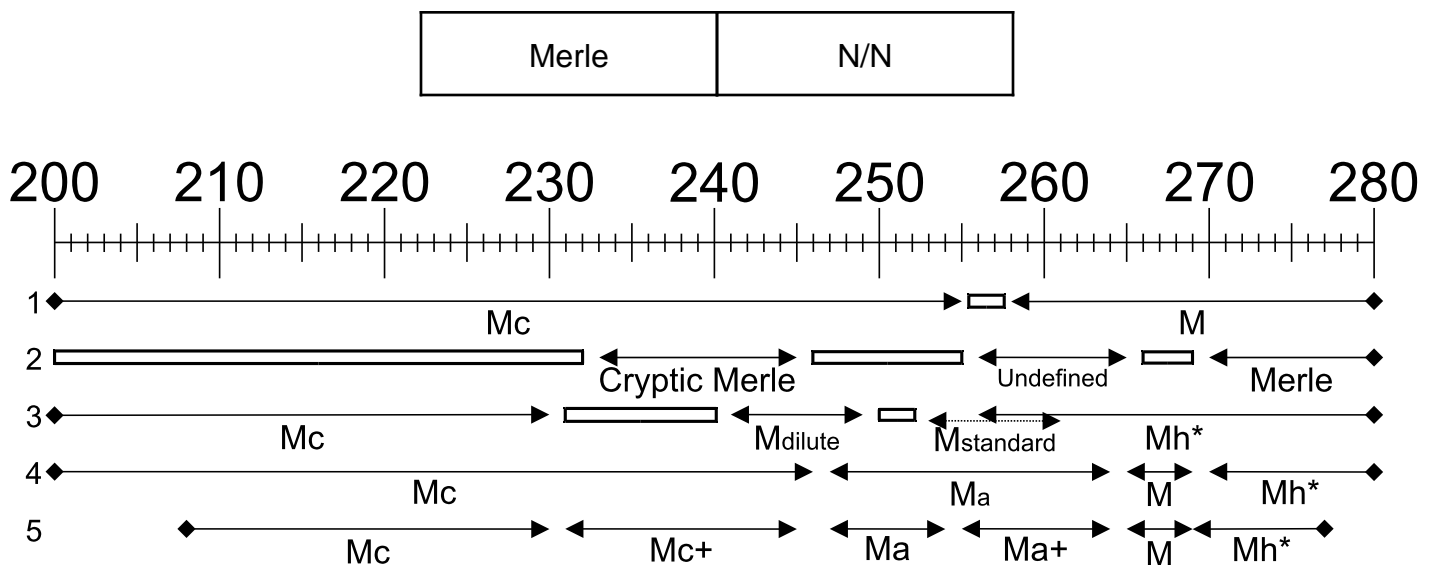 Merle N/N
200 210 220 230 240 250 260 270 280
1
Mc M
2
Cryptic Merle Undefined Merle
3
Mc Mdilute Mstandard Mh*
4
Mc Ma M Mh*
5
Mc Mc+ Ma Ma+ M Mh*